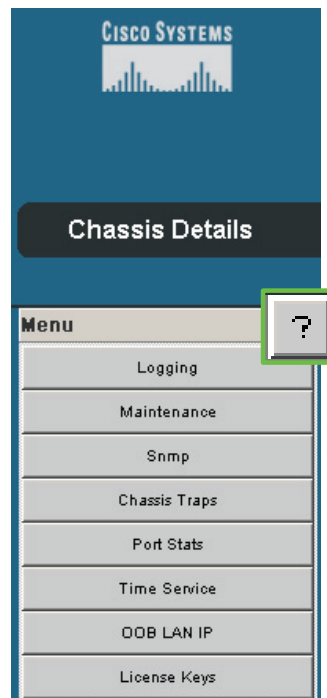 CISCO SYSTEMS
Chassis Details
Menu
?
Logging
Maintenance
Snmp
Chassis Traps
Port Stats
Time Service
OOB LAN IP
License Keys